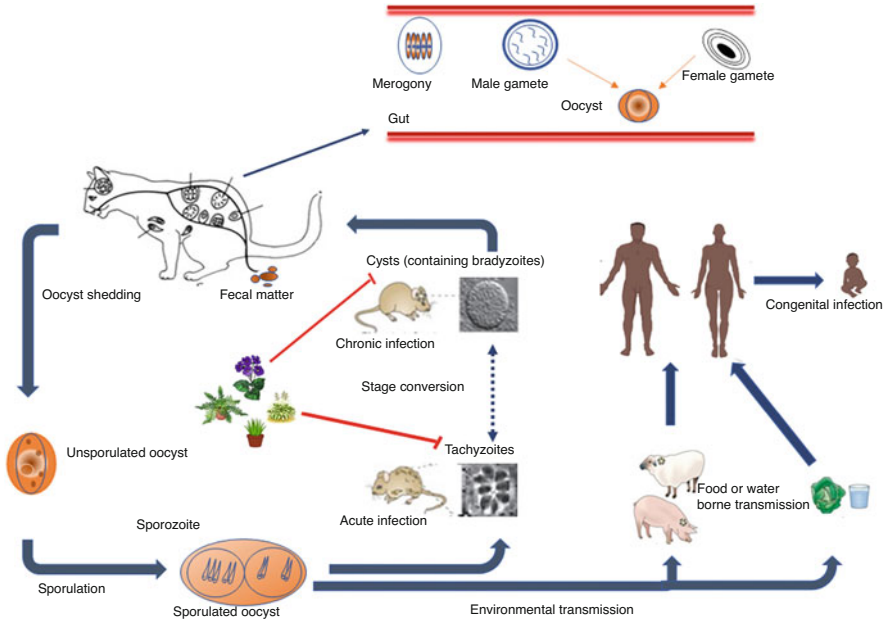 Merogony
Male gamete
Female gamete
Oocyst
Gut
Cysts (containing bradyzoites)
Oocyst shedding
Fecal matter
Congenital infection
Chronic infection
Stage conversion
Unsporulated oocyst
Tachyzoites
Food or water
borne transmission
Sporozoite
Acute infection
Sporulation
Sporulated oocyst
Environmental transmission